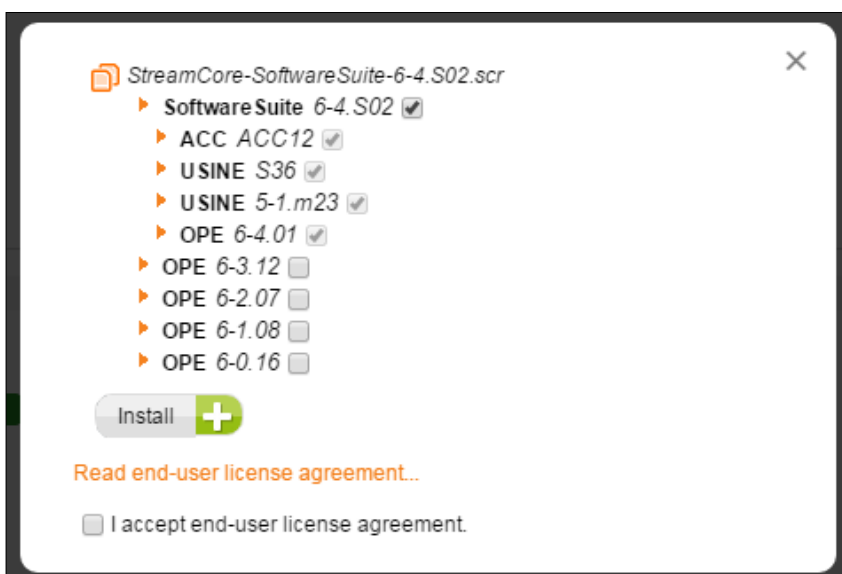 StreamCore-SoftwareSuite-6-4.S02.scr
SoftwareSuite 6-4.S02
ACC ACC12
USINE S36
USINE 5-1.m23
OPE 6-4.01
OPE 6-3.12
OPE 6-2.07
OPE 6-1.08
OPE 6-0.16
Install
Read end-user license agreement...
I accept end-user license agreement.